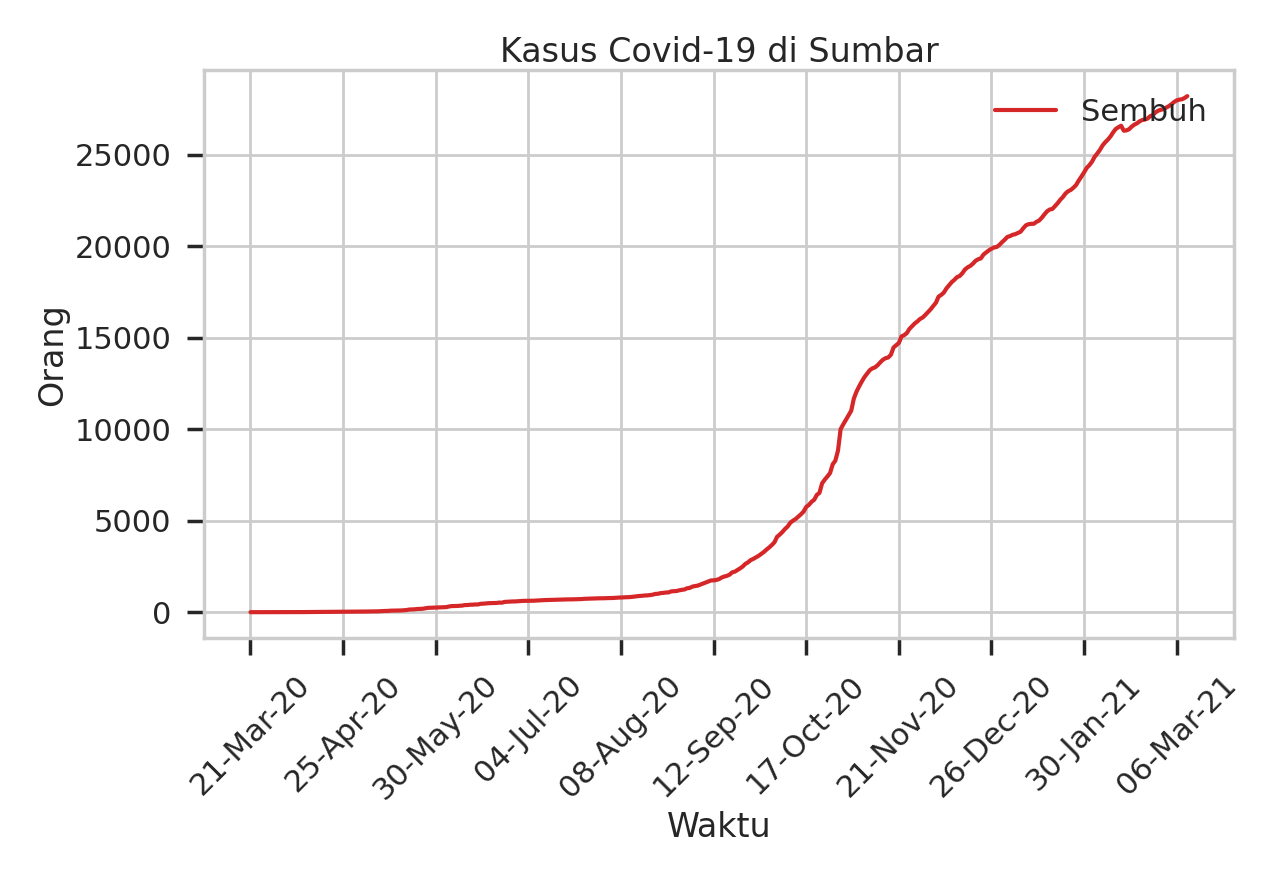 Kasus Covid-19 di Sumbar
Sembuh
Orang
25000
20000
15000
10000
5000
0
21-Mar-20
25-Apr-20
30-May-20
04-Jul-20
08-Aug-20
12-Sep-20
17-Oct-20
21-Nov-20
26-Dec-20
30-Jan-21
06-Mar-21
Waktu